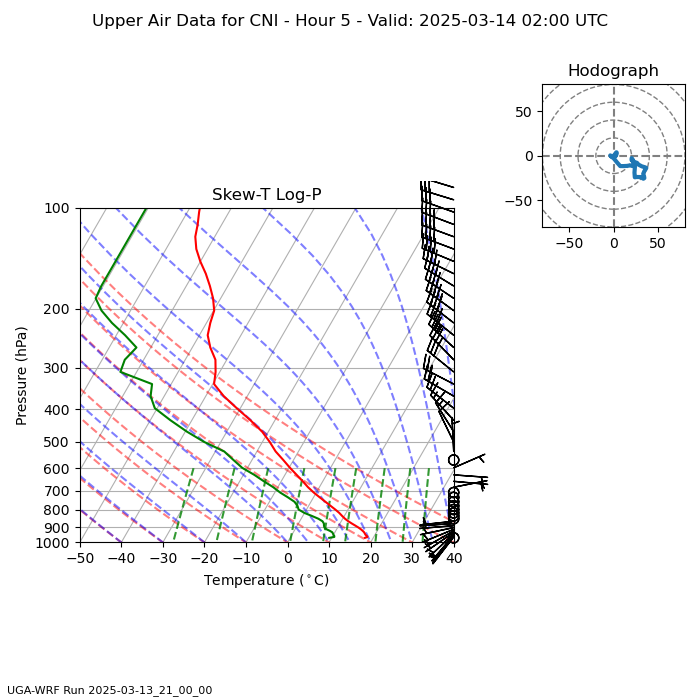 Upper Air Data for CNI - Hour 5 - Valid: 2025-03-14 02:00 UTC
Hodograph
50
0
−50
−50 0 50
Skew-T Log-P
100
200
300
400
500
600
700
800
900
1000
Pressure (hPa)
−50 −40 −30 −20 −10 0 10 20 30 40
Temperature (°C)
UGA-WRF Run 2025-03-13_21_00_00